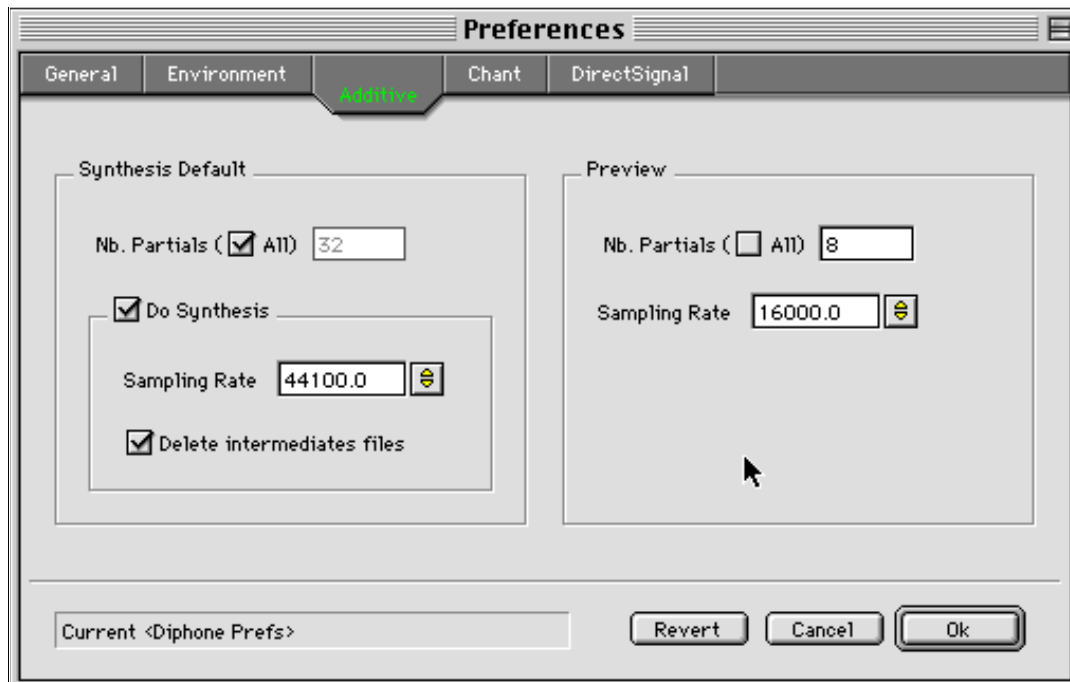 Preferences
General Environment Additive Chant DirectSignal
Synthesis Default
Nb. Partials ( All) 32
Do Synthesis
Sampling Rate 44100.0
Delete intermediates files
Preview
Nb. Partials ( All) 8
Sampling Rate 16000.0
Current <Diphone Prefs>
Revert Cancel Ok